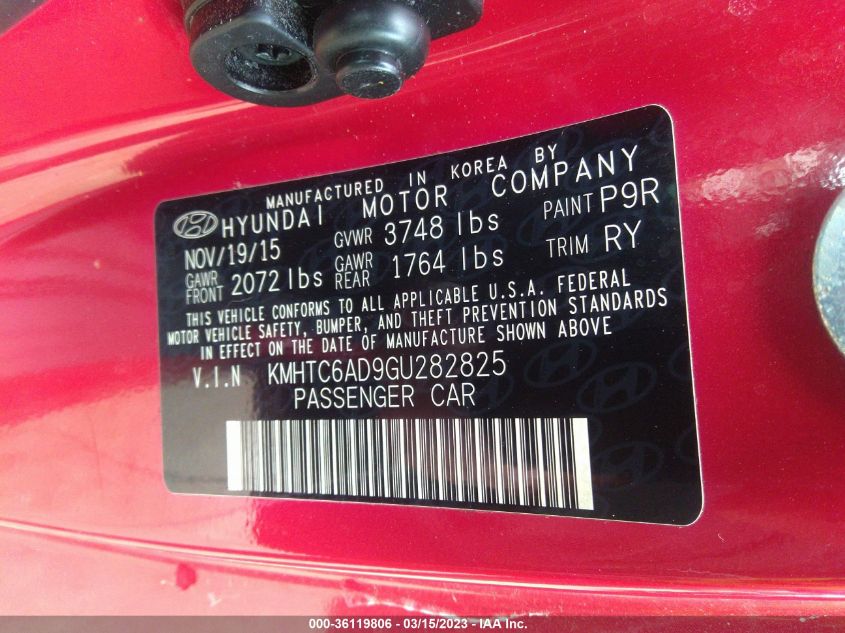 MANUFACTURED IN KOREA BY
HYUNDAI MOTOR COMPANY
NOV/19/15 GVWR 3748 lbs PAINT P9R
GAWR FRONT 2072 lbs GAWR REAR 1764 lbs TRIM RY
THIS VEHICLE CONFORMS TO ALL APPLICABLE U.S.A. FEDERAL
MOTOR VEHICLE SAFETY, BUMPER, AND THEFT PREVENTION STANDARDS
IN EFFECT ON THE DATE OF MANUFACTURE SHOWN ABOVE
V.I.N KMHTC6AD9GU282825
PASSENGER CAR
000-36119806 - 03/15/2023 - IAA Inc.